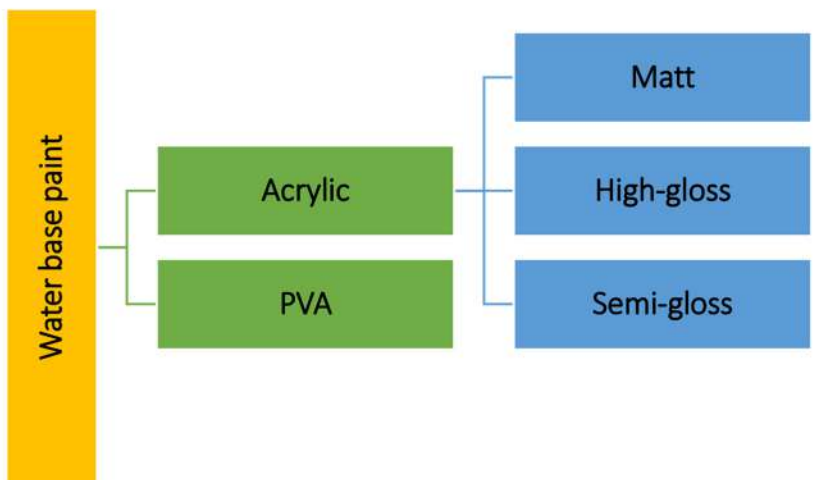 Water base paint
Acrylic
PVA
Matt
High-gloss
Semi-gloss